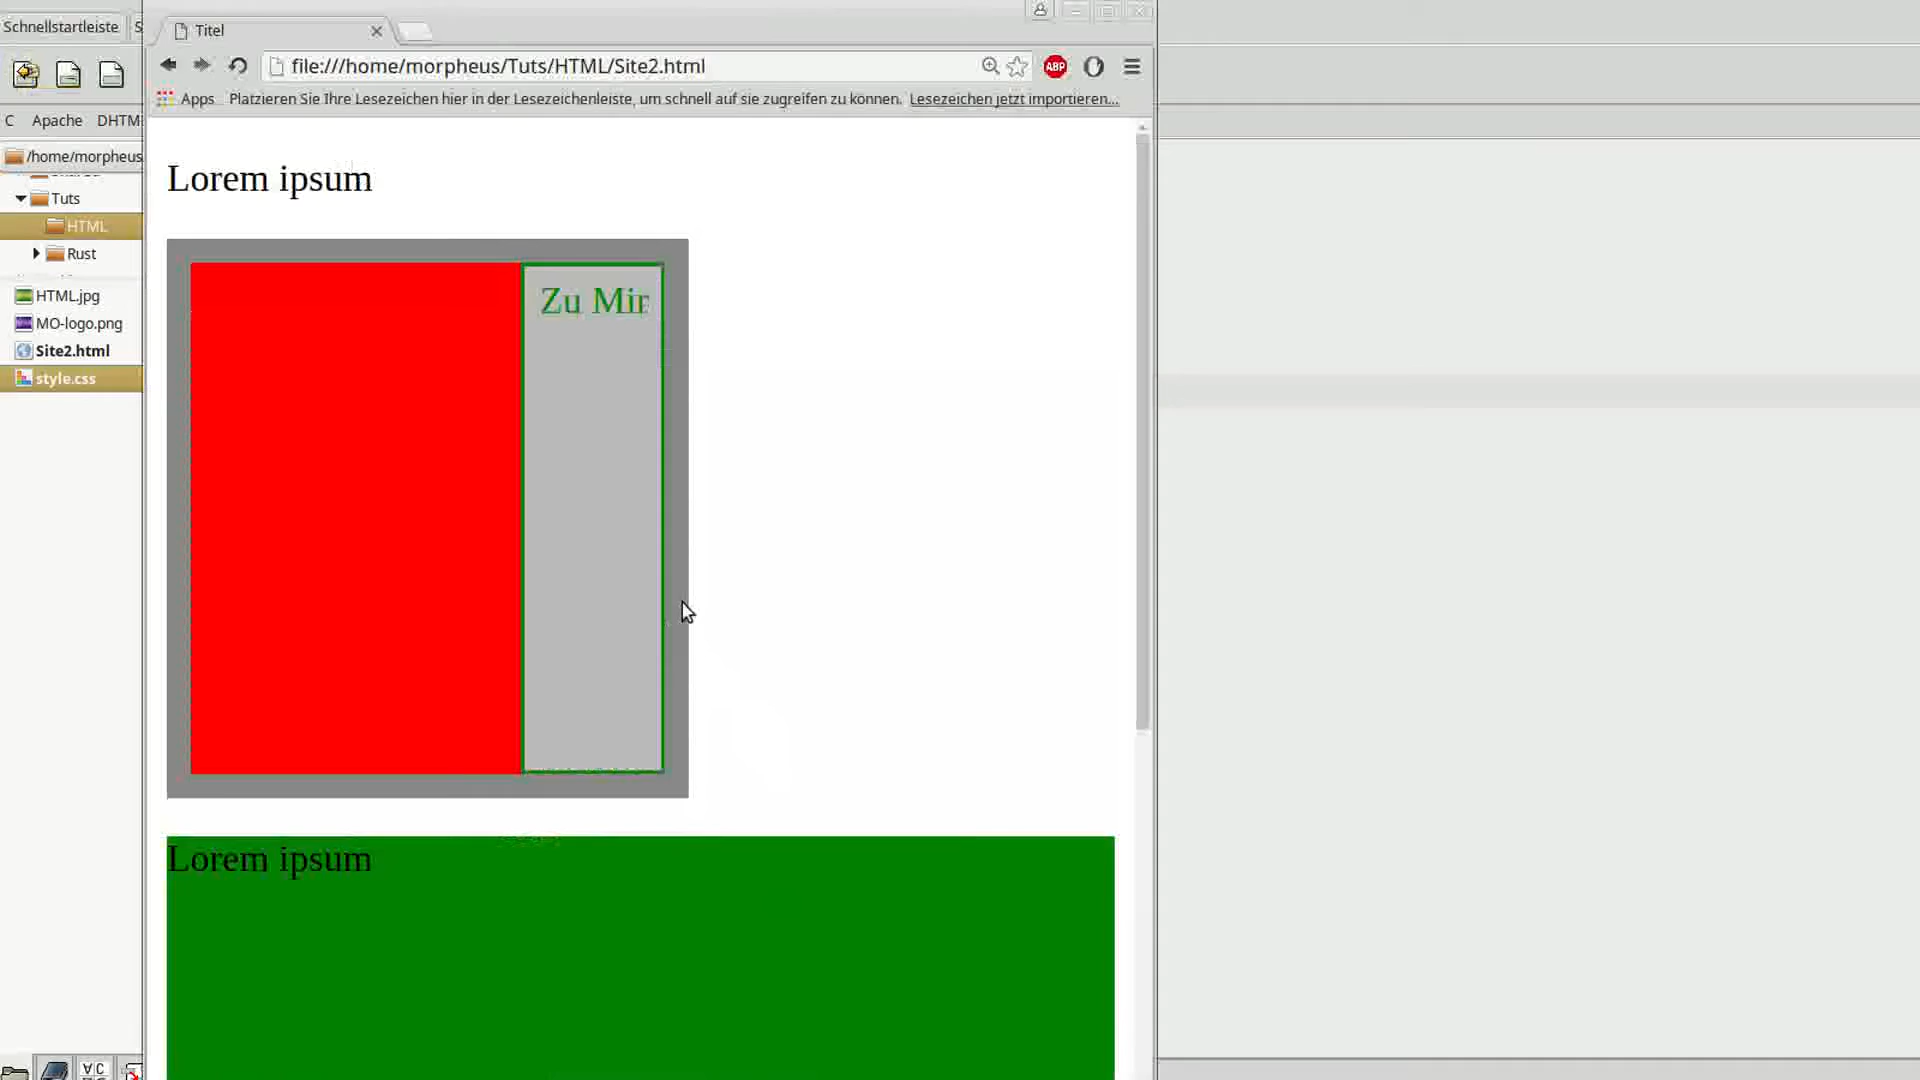 Schnellstartleiste S
Titel
file:///home/morpheus/Tuts/HTML/Site2.html
ABP
Apps Platzieren Sie Ihre Lesezeichen hier in der Lesezeichenleiste, um schnell auf sie zugreifen zu können. Lesezeichen jetzt importieren...
C Apache DHTM
/home/morpheus
Tuts
HTML
Rust
HTML.jpg
MO-logo.png
Site2.html
style.css
Lorem ipsum
Zu Mir
Lorem ipsum